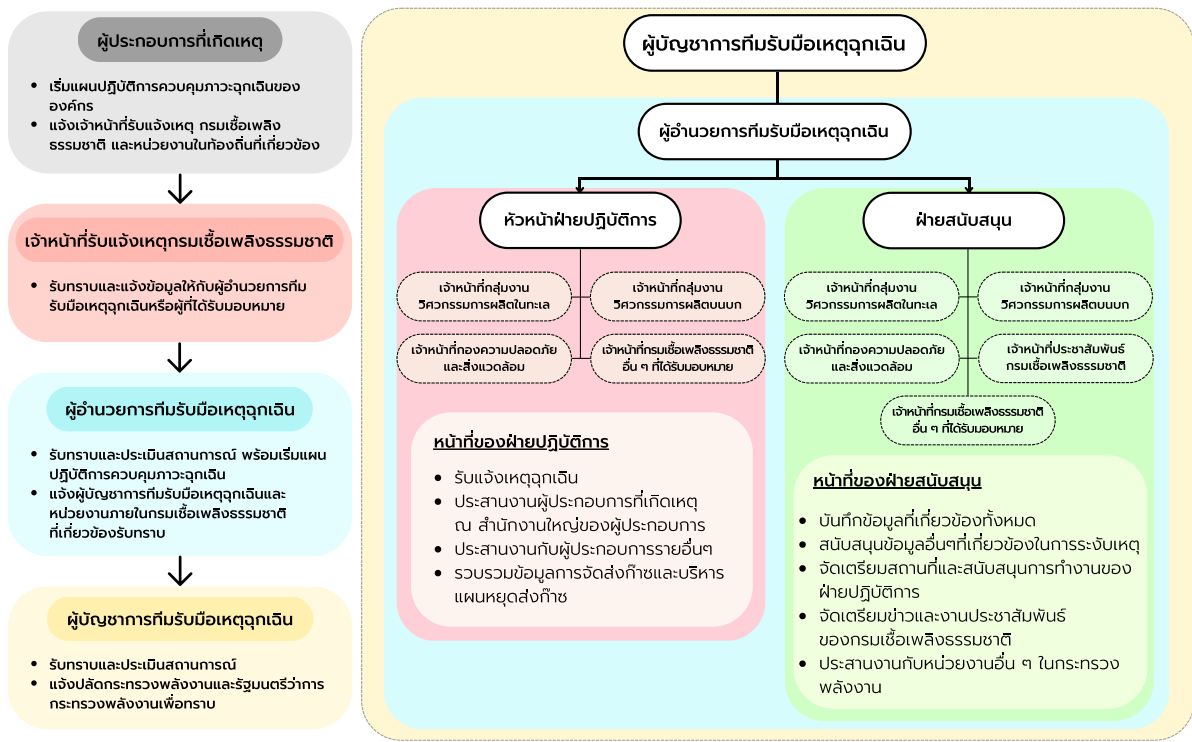 ผู้ประกอบการที่เกิดเหตุ
เริ่มแผนปฏิบัติการควบคุมภาวะฉุกเฉินของ
องค์กร
แจ้งเจ้าหน้าที่รับแจ้งเหตุ กรมเชื้อเพลิง
ธรรมชาติ และหน่วยงานในท้องถิ่นที่เกี่ยวข้อง
เจ้าหน้าที่รับแจ้งเหตุกรมเชื้อเพลิงธรรมชาติ
รับทราบและแจ้งข้อมูลให้กับผู้อำนวยการทีม
รับมือเหตุฉุกเฉินหรือผู้ที่ได้รับมอบหมาย
ผู้อำนวยการทีมรับมือเหตุฉุกเฉิน
รับทราบและประเมินสถานการณ์ พร้อมเริ่มแผน
ปฏิบัติการควบคุมภาวะฉุกเฉิน
แจ้งผู้บัญชาการทีมรับมือเหตุฉุกเฉินและ
หน่วยงานภายในกรมเชื้อเพลิงธรรมชาติ
ที่เกี่ยวข้องรับทราบ
ผู้บัญชาการทีมรับมือเหตุฉุกเฉิน
รับทราบและประเมินสถานการณ์
แจ้งปลัดกระทรวงพลังงานและรัฐมนตรีว่าการ
กระทรวงพลังงานเพื่อทราบ
ผู้บัญชาการทีมรับมือเหตุฉุกเฉิน
ผู้อำนวยการทีมรับมือเหตุฉุกเฉิน
หัวหน้าฝ่ายปฏิบัติการ
เจ้าหน้าที่กลุ่มงาน
วิศวกรรมการผลิตในทะเล
เจ้าหน้าที่กลุ่มงาน
วิศวกรรมการผลิตบนบก
เจ้าหน้าที่กองความปลอดภัย
และสิ่งแวดล้อม
เจ้าหน้าที่กรมเชื้อเพลิงธรรมชาติ
อื่น ๆ ที่ได้รับมอบหมาย
หน้าที่ของฝ่ายปฏิบัติการ
รับแจ้งเหตุฉุกเฉิน
ประสานงานผู้ประกอบการที่เกิดเหตุ
ณ สำนักงานใหญ่ของผู้ประกอบการ
ประสานงานกับผู้ประกอบการรายอื่นๆ
รวบรวมข้อมูลการจัดส่งก๊าซและบริหาร
แผนหยุดส่งก๊าซ
ฝ่ายสนับสนุน
เจ้าหน้าที่กลุ่มงาน
วิศวกรรมการผลิตในทะเล
เจ้าหน้าที่กลุ่มงาน
วิศวกรรมการผลิตบนบก
เจ้าหน้าที่กองความปลอดภัย
และสิ่งแวดล้อม
เจ้าหน้าที่ประชาสัมพันธ์
กรมเชื้อเพลิงธรรมชาติ
เจ้าหน้าที่กรมเชื้อเพลิงธรรมชาติ
อื่น ๆ ที่ได้รับมอบหมาย
หน้าที่ของฝ่ายสนับสนุน
บันทึกข้อมูลที่เกี่ยวข้องทั้งหมด
สนับสนุนข้อมูลอื่นๆที่เกี่ยวข้องในการระงับเหตุ
จัดเตรียมสถานที่และสนับสนุนการทำงานของ
ฝ่ายปฏิบัติการ
จัดเตรียมข่าวและงานประชาสัมพันธ์
ของกรมเชื้อเพลิงธรรมชาติ
ประสานงานกับหน่วยงานอื่น ๆ ในกระทรวง
พลังงาน